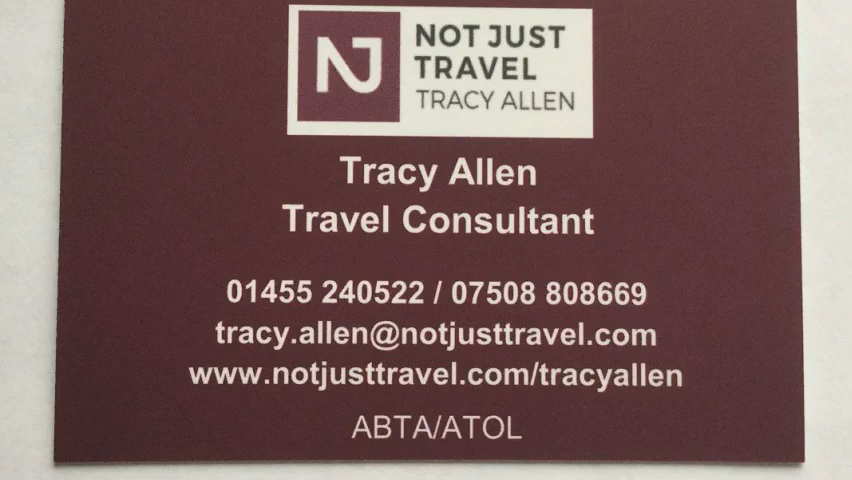 NJ
NOT JUST
TRAVEL
TRACY ALLEN
Tracy Allen
Travel Consultant
01455 240522 / 07508 808669
tracy.allen@notjusttravel.com
www.notjusttravel.com/tracyallen
ABTA/ATOL